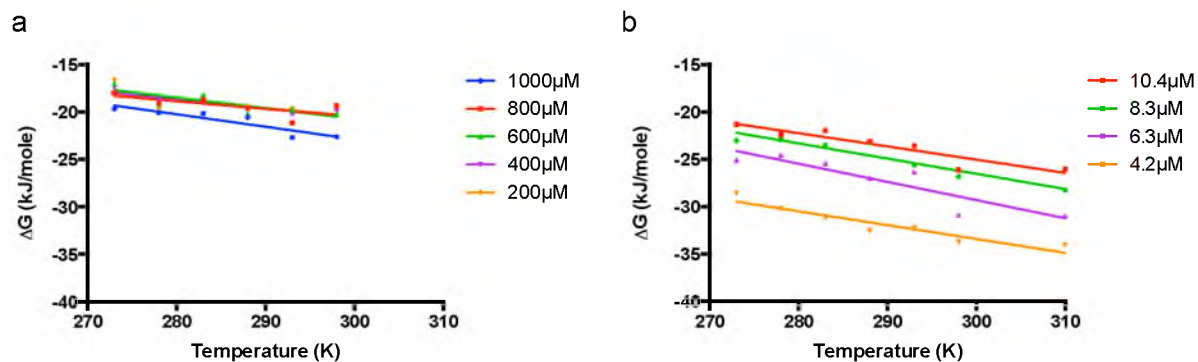 a
-15
-20
-25
-30
-35
-40
270
280
290
300
310
ΔG (kJ/mole)
Temperature (K)
1000µM
800µM
600µM
400µM
200µM
b
-15
-20
-25
-30
-35
-40
270
280
290
300
310
ΔG (kJ/mole)
Temperature (K)
10.4µM
8.3µM
6.3µM
4.2µM